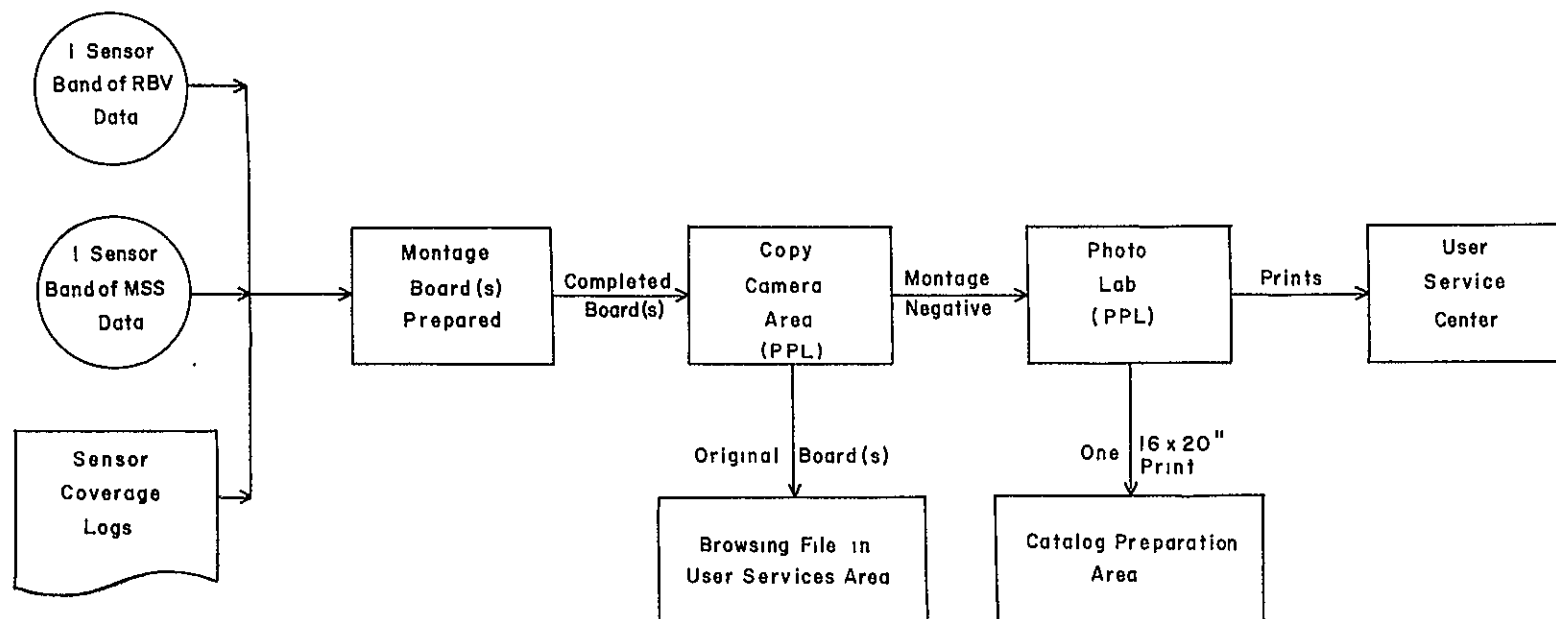 1 Sensor
Band of RBV
Data
1 Sensor
Band of MSS
Data
Sensor
Coverage
Logs
Montage
Board(s)
Prepared
Completed
Board(s)
Copy
Camera
Area
(PPL)
Montage
Negative
Photo
Lab
(PPL)
Prints
User
Service
Center
Original Board(s)
One 16 x 20"
Print
Browsing File in
User Services Area
Catalog Preparation
Area